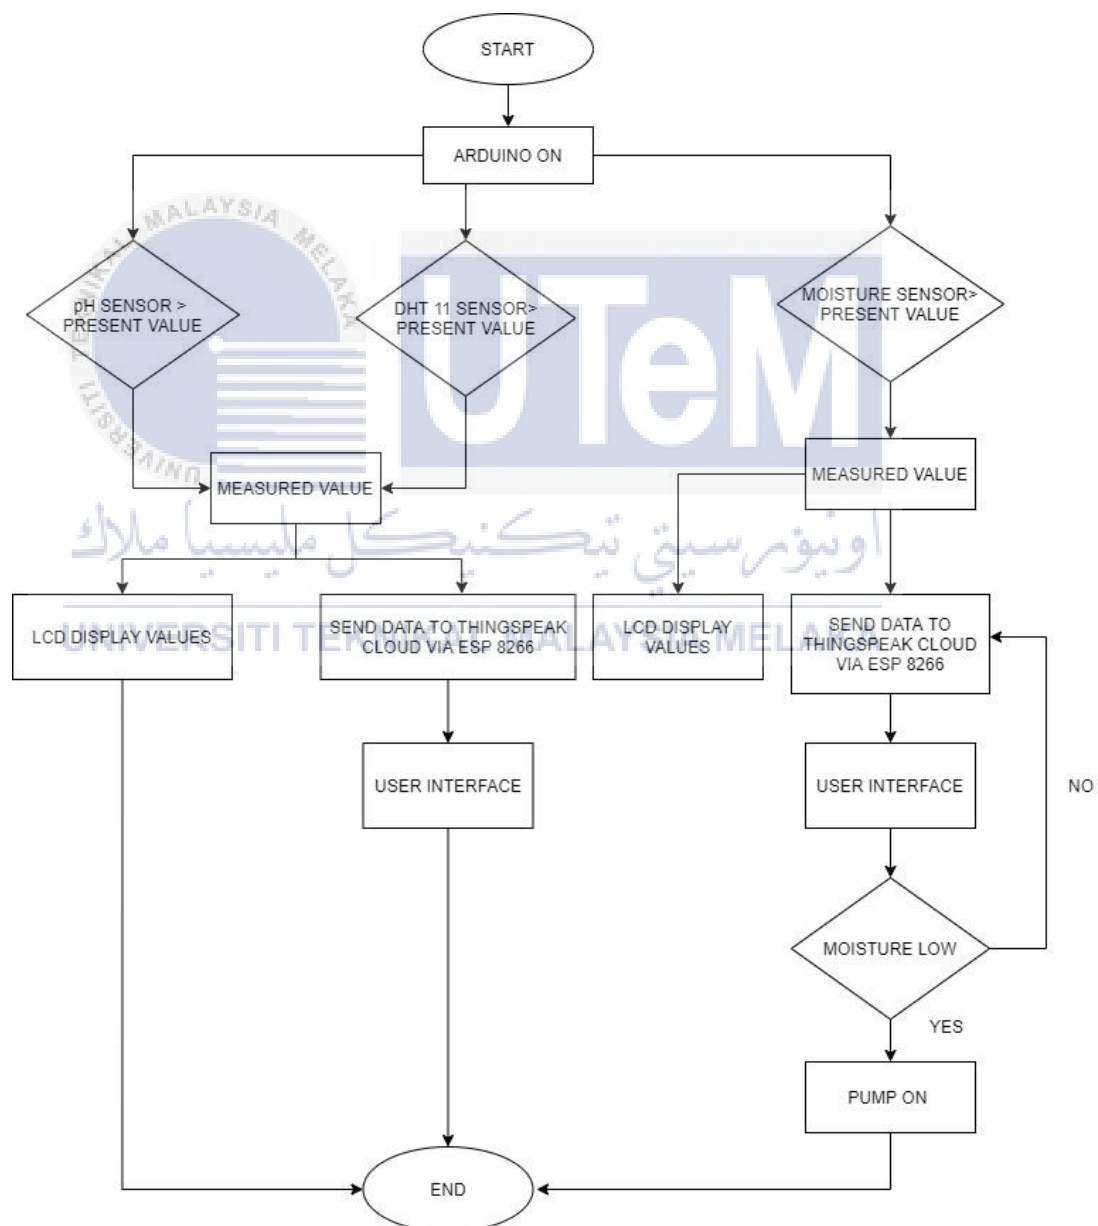 START
ARDUINO ON
pH SENSOR >
PRESENT VALUE
DHT 11 SENSOR>
PRESENT VALUE
MOISTURE SENSOR>
PRESENT VALUE
MEASURED VALUE
MEASURED VALUE
LCD DISPLAY VALUES
SEND DATA TO THINGSPEAK
CLOUD VIA ESP 8266
LCD DISPLAY
VALUES
SEND DATA TO
THINGSPEAK CLOUD
VIA ESP 8266
USER INTERFACE
USER INTERFACE
NO
MOISTURE LOW
YES
PUMP ON
END
UNIVERSITI TEKNIKAL MALAYSIA MELAKA
UTeM
اونيۏرسيتي تيكنيكل مليسيا ملاك
UNIVERSITI TEKNIKAL MALAYSIA MELAKA